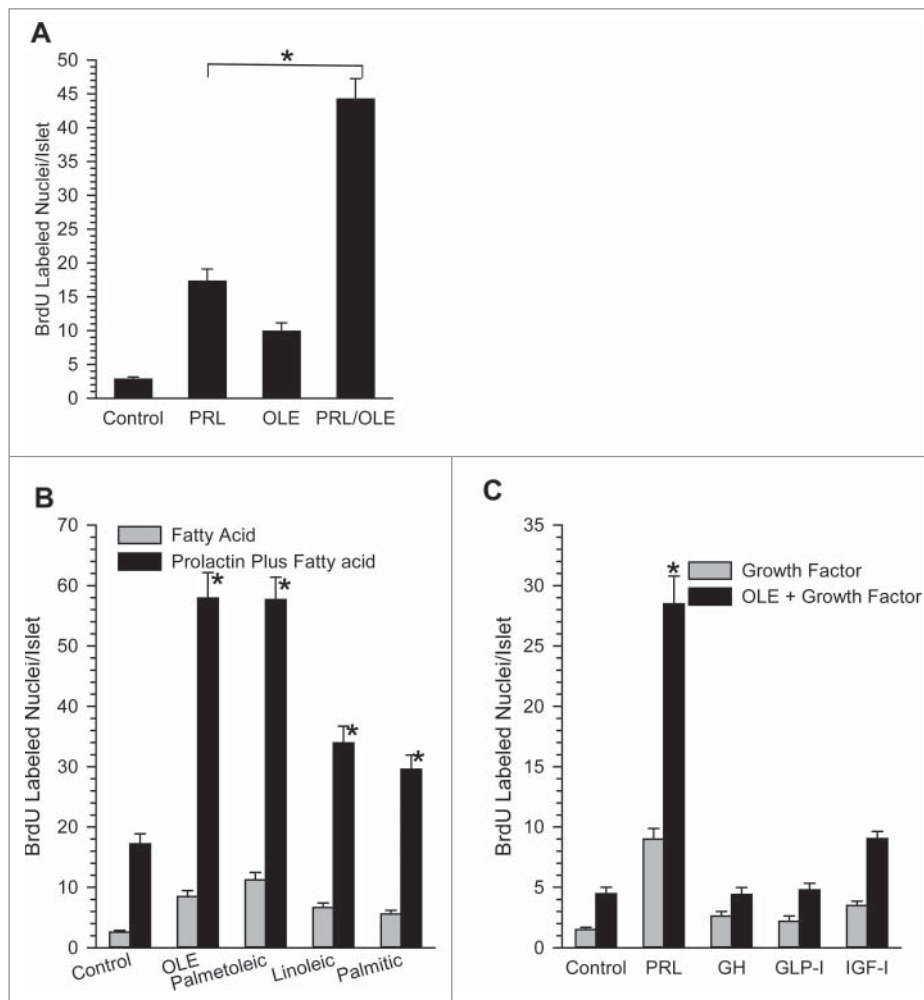 A
*
50
45
40
35
30
25
20
15
10
5
0
BrdU Labeled Nuclei/Islet
Control PRL OLE PRL/OLE
B
Fatty Acid
Prolactin Plus Fatty acid
70
60
50
40
30
20
10
0
BrdU Labeled Nuclei/Islet
* * * *
Control OLE Palmetoleic Linoleic Palmitic
C
Growth Factor
OLE + Growth Factor
35
30
25
20
15
10
5
0
BrdU Labeled Nuclei/Islet
*
Control PRL GH GLP-I IGF-I